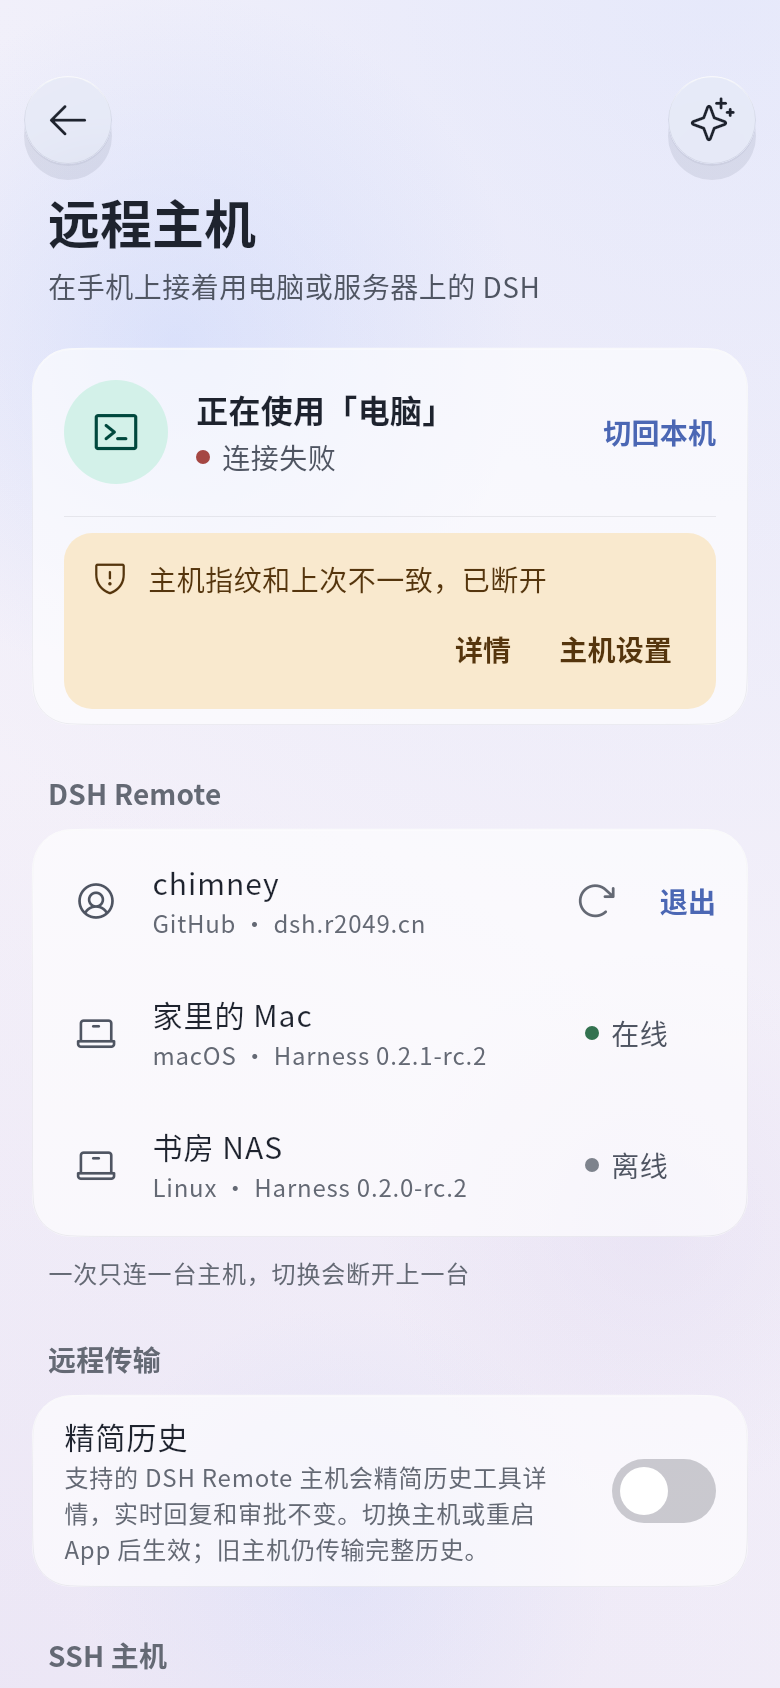 远程主机
在手机上接着用电脑或服务器上的 DSH
正在使用「电脑」
连接失败
切回本机
主机指纹和上次不一致，已断开
详情
主机设置
DSH Remote
chimney
GitHub • dsh.r2049.cn
退出
家里的 Mac
macOS • Harness 0.2.1-rc.2
在线
书房 NAS
Linux • Harness 0.2.0-rc.2
离线
一次只连一台主机，切换会断开上一台
远程传输
精简历史
支持的 DSH Remote 主机会精简历史工具详
情，实时回复和审批不变。切换主机或重启
App 后生效；旧主机仍传输完整历史。
SSH 主机